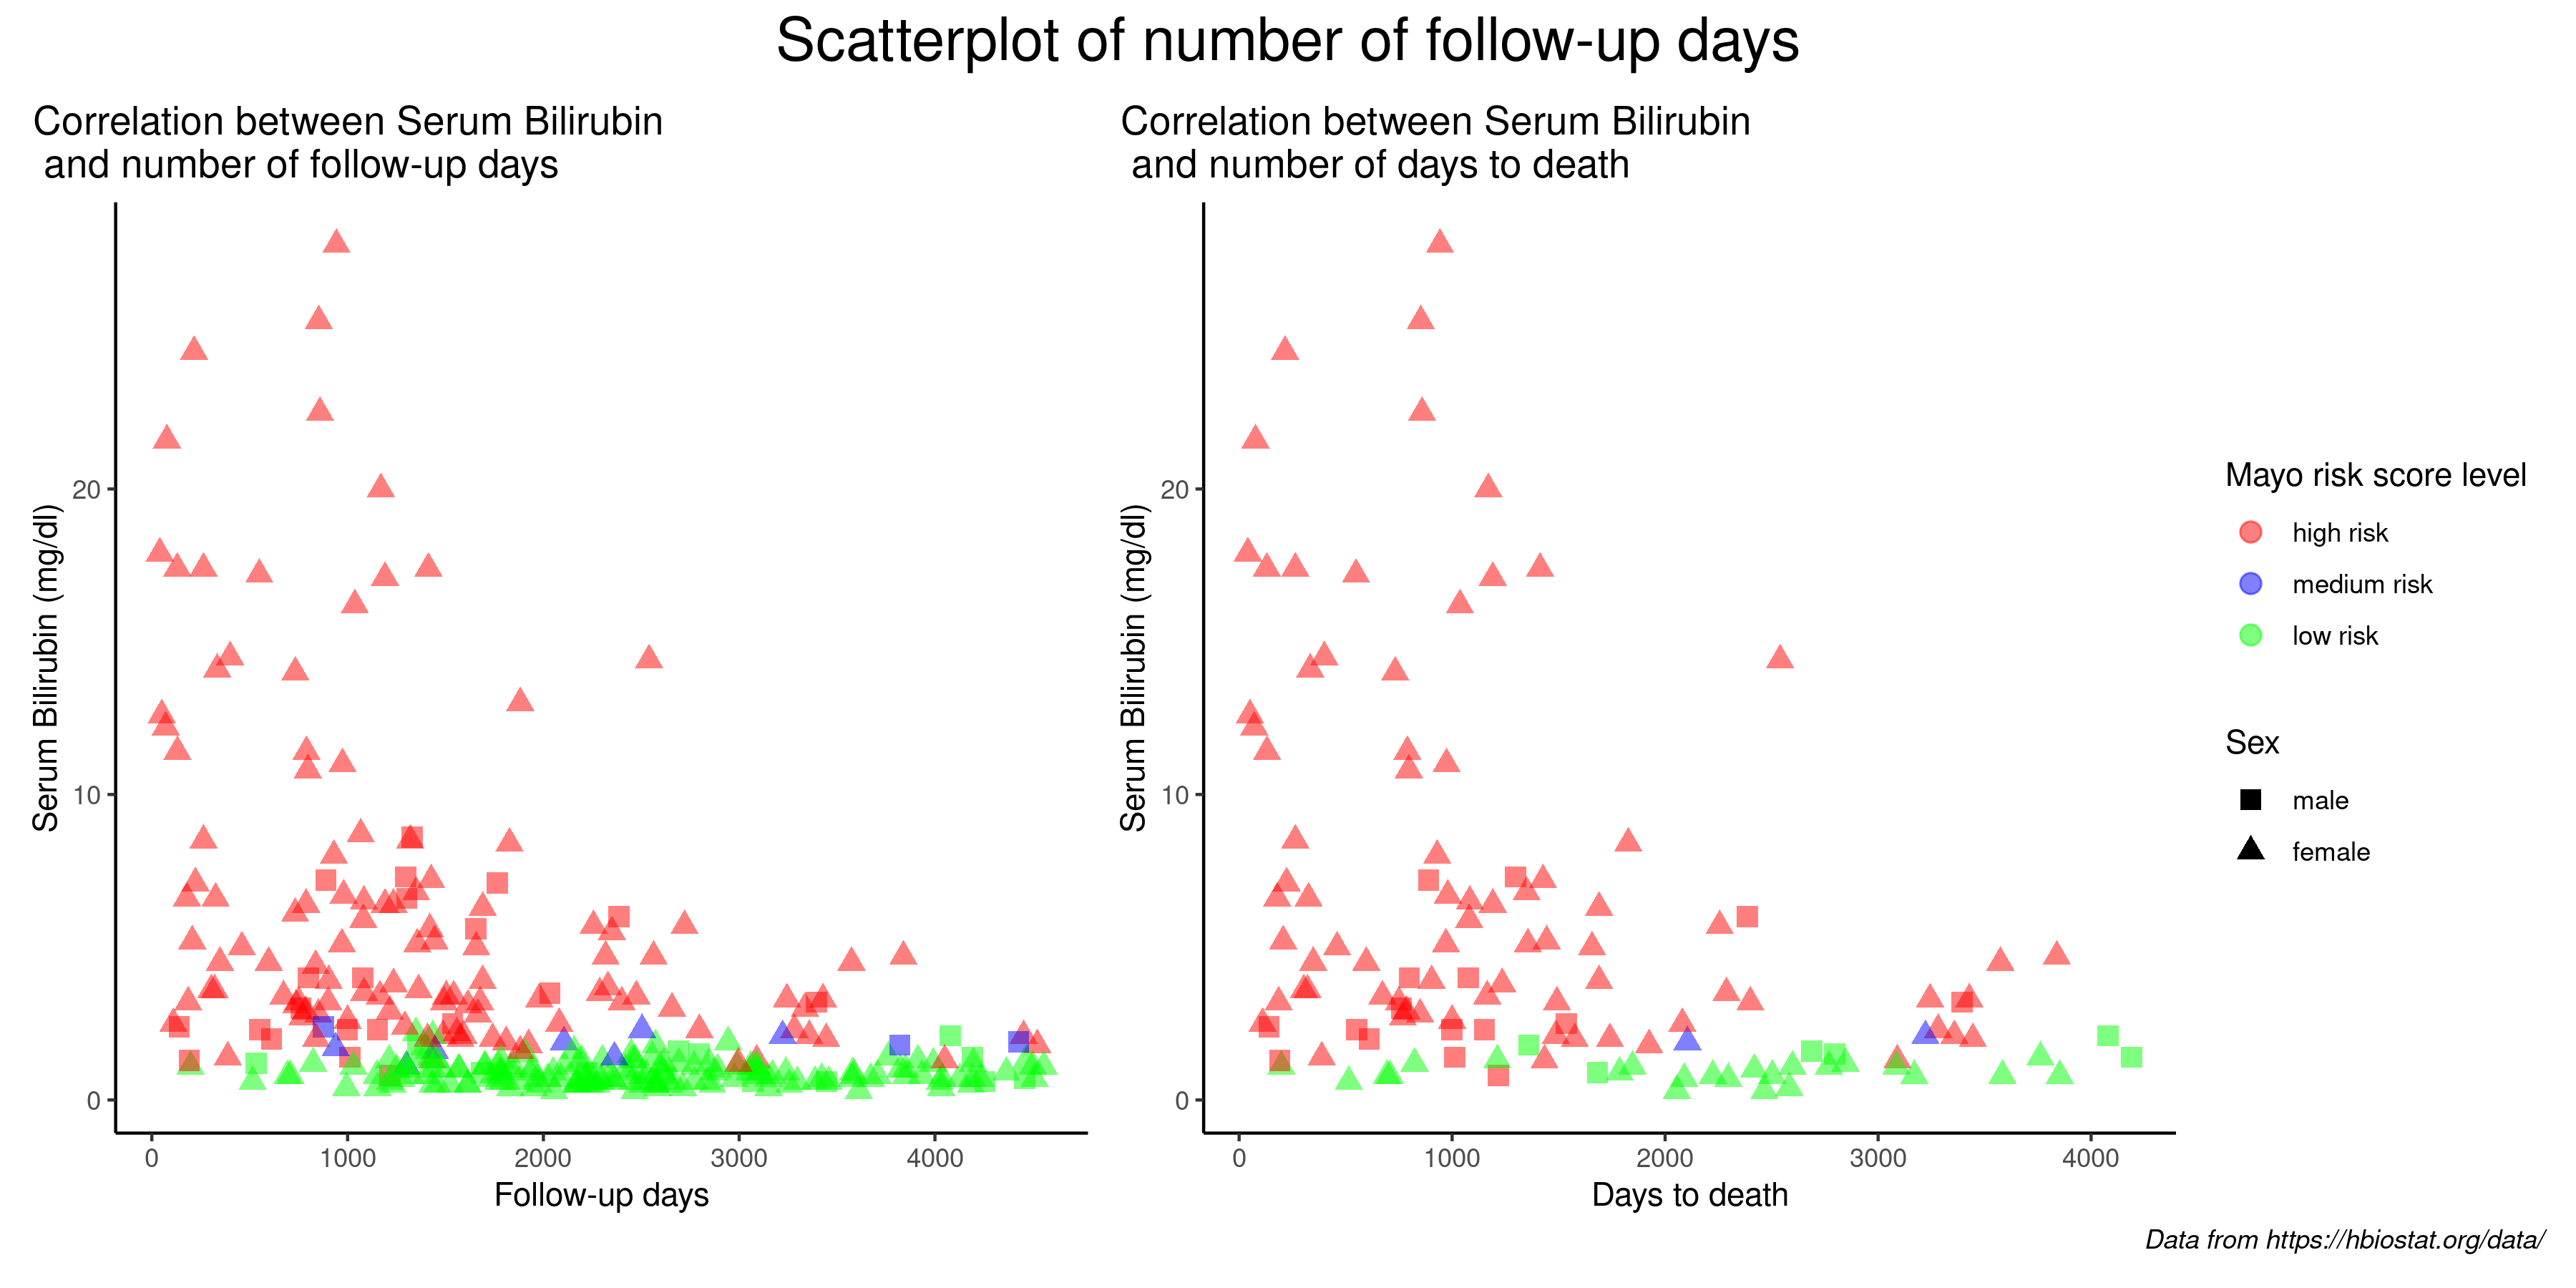 Scatterplot of number of follow-up days
Correlation between Serum Bilirubin
and number of follow-up days
Serum Bilirubin (mg/dl)
20
10
0
0 1000 2000 3000 4000
Follow-up days
Correlation between Serum Bilirubin
and number of days to death
Serum Bilirubin (mg/dl)
20
10
0
0 1000 2000 3000 4000
Days to death
Mayo risk score level
high risk
medium risk
low risk
Sex
male
female
Data from https://hbiostat.org/data/